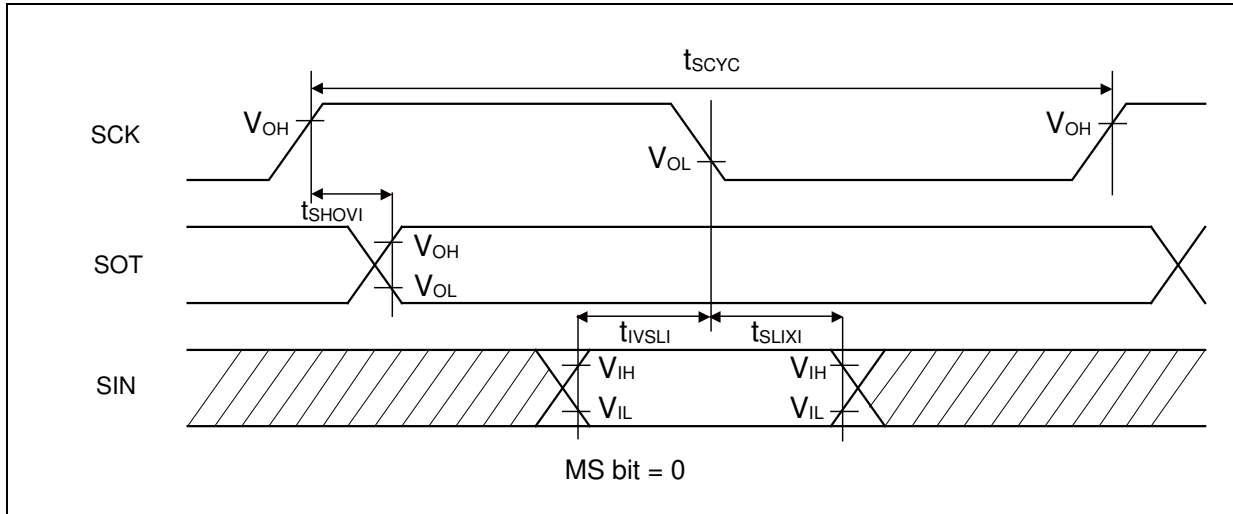 tSCYC
SCK
VOH
VOL
VOH
tSHOVI
SOT
VOH
VOL
tIVSLI
tSLIXI
SIN
VIH
VIL
VIH
VIL
MS bit = 0